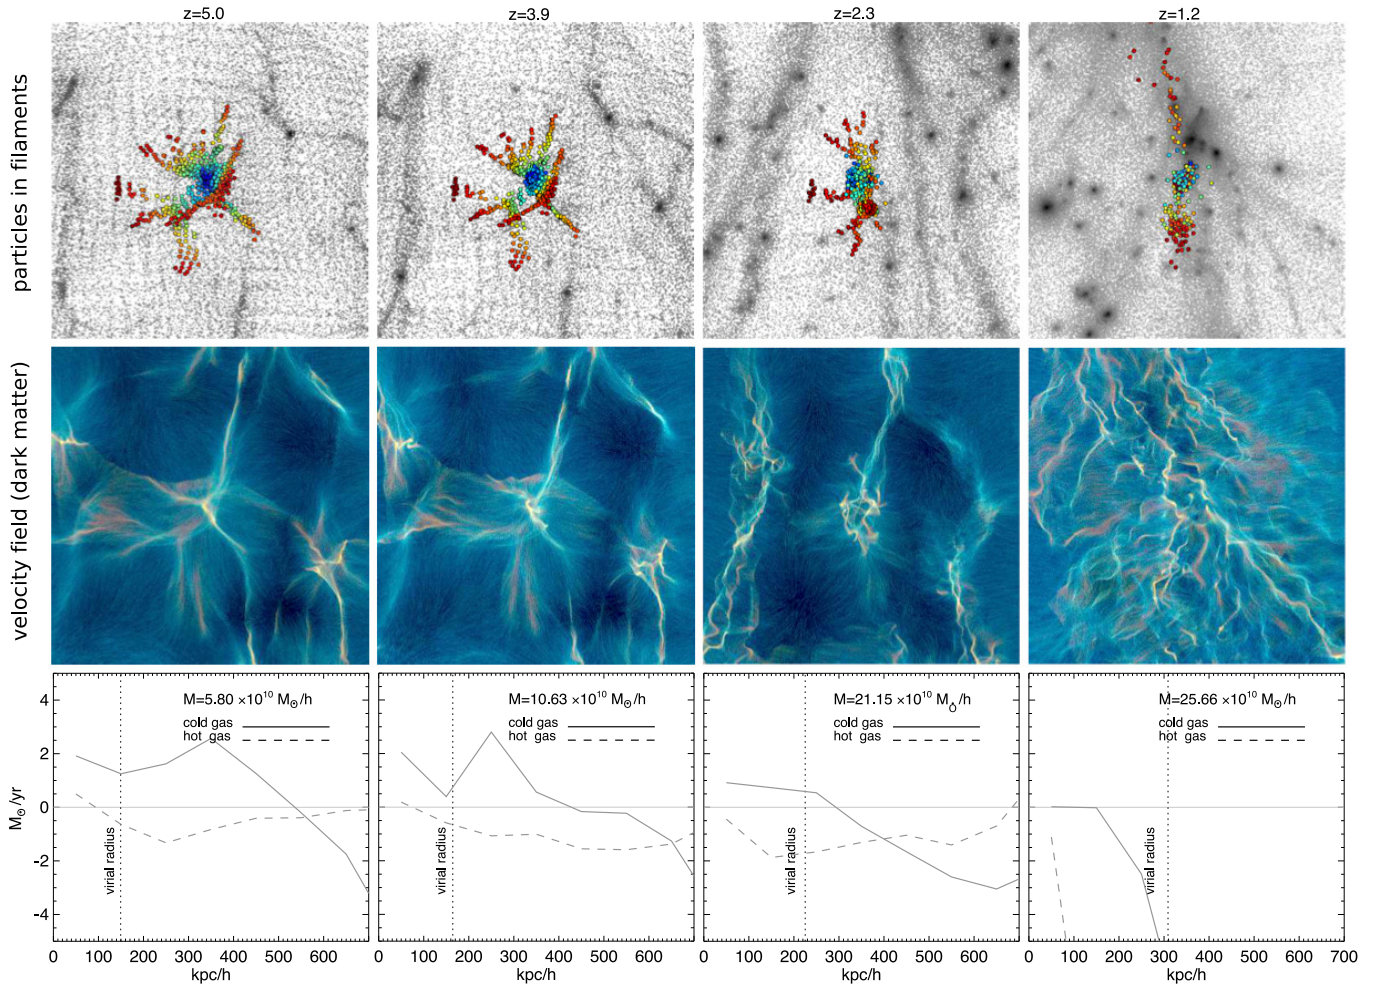 z=5.0
z=3.9
z=2.3
z=1.2
particles in filaments
velocity field (dark matter)
M=5.80 ×10¹⁰ M☉/h
cold gas
hot gas
M=10.63 ×10¹⁰ M☉/h
cold gas
hot gas
M=21.15 ×10¹⁰ M☉/h
cold gas
hot gas
M=25.66 ×10¹⁰ M☉/h
cold gas
hot gas
M☉/yr
4
2
0
-2
-4
virial radius
virial radius
virial radius
virial radius
0 100 200 300 400 500 600
0 100 200 300 400 500 600
0 100 200 300 400 500 600
0 100 200 300 400 500 600 700
kpc/h
kpc/h
kpc/h
kpc/h